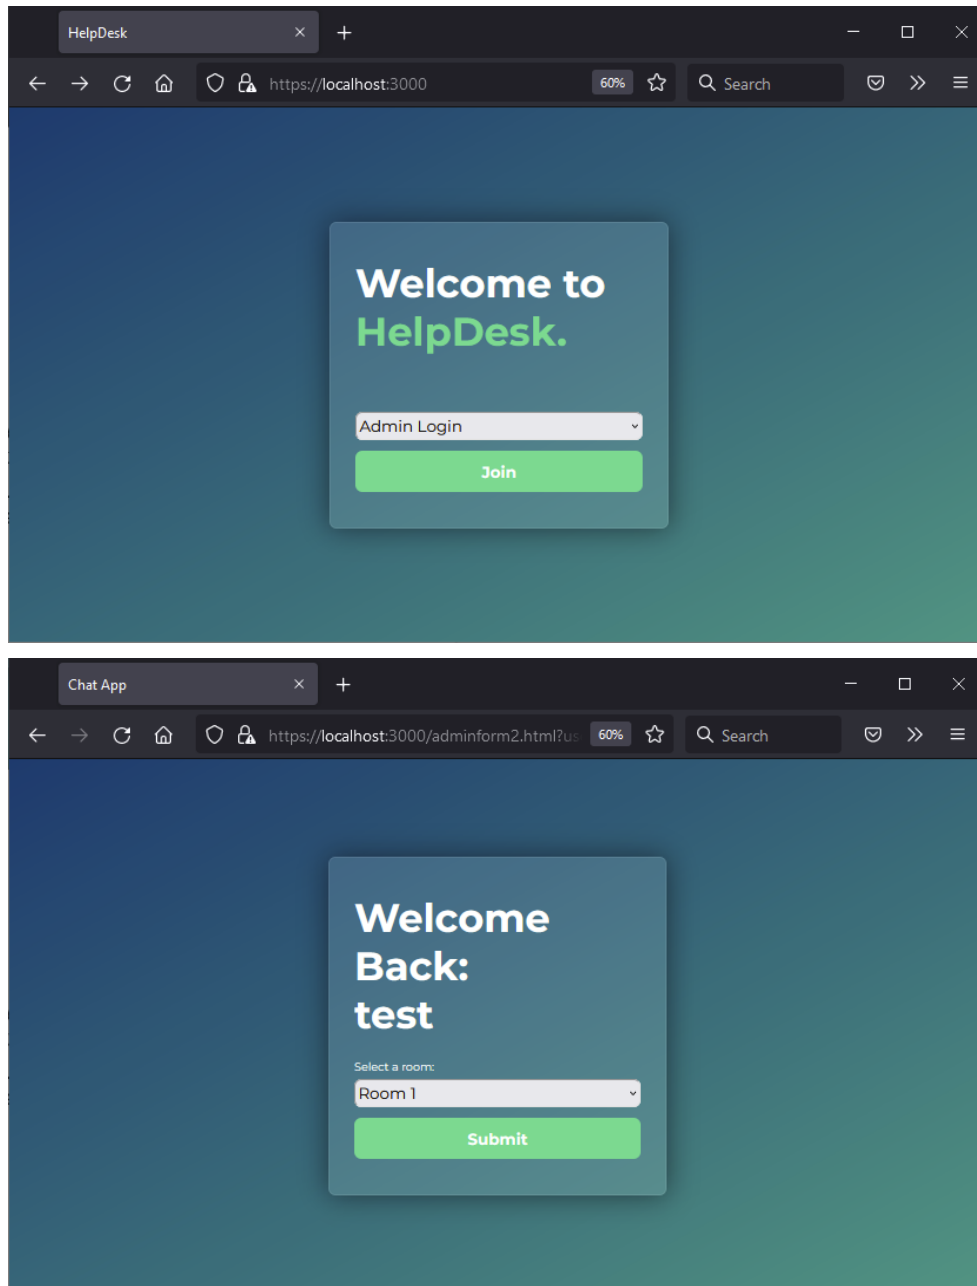 HelpDesk
https://localhost:3000
60%
Search
Welcome to
HelpDesk.
Admin Login
Join
Chat App
https://localhost:3000/adminform2.html?us
60%
Search
Welcome
Back:
test
Select a room:
Room 1
Submit